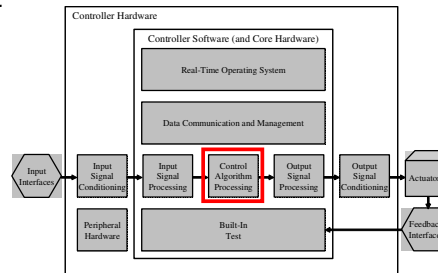 Controller Hardware
Controller Software (and Core Hardware)
Real-Time Operating System
Data Communication and Management
Input
Interfaces
Input
Signal
Conditioning
Input
Signal
Processing
Control
Algorithm
Processing
Output
Signal
Processing
Output
Signal
Conditioning
Actuator
Peripheral
Hardware
Built-In
Test
Feedback
Interface